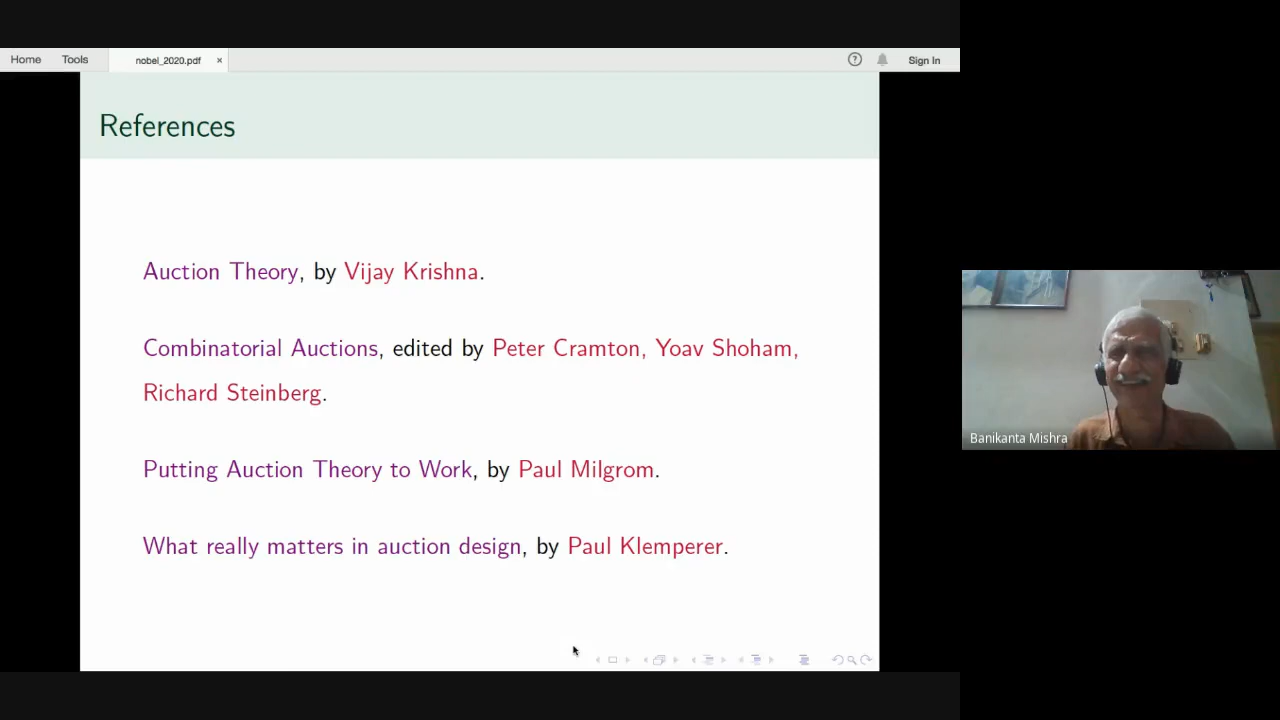 Home Tools nobel_2020.pdf × ? Sign In
References
Auction Theory, by Vijay Krishna.
Combinatorial Auctions, edited by Peter Cramton, Yoav Shoham,
Richard Steinberg.
Banikanta Mishra
Putting Auction Theory to Work, by Paul Milgrom.
What really matters in auction design, by Paul Klemperer.